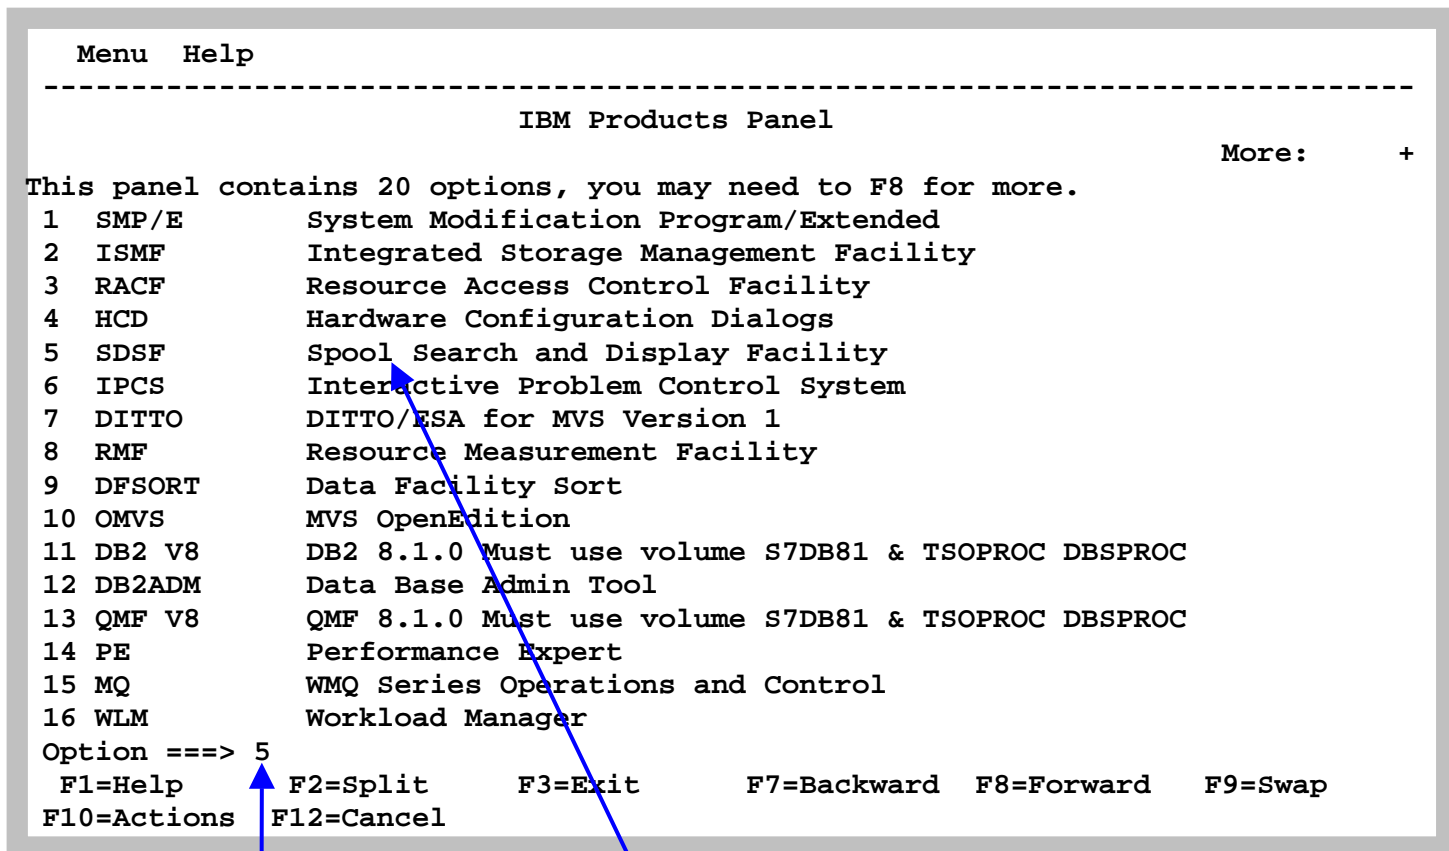 Menu  Help
-------------------------------------------------------------------------------
IBM Products Panel
More:     +
This panel contains 20 options, you may need to F8 for more.
1  SMP/E       System Modification Program/Extended
2  ISMF        Integrated Storage Management Facility
3  RACF        Resource Access Control Facility
4  HCD         Hardware Configuration Dialogs
5  SDSF        Spool Search and Display Facility
6  IPCS        Interactive Problem Control System
7  DITTO       DITTO/ESA for MVS Version 1
8  RMF         Resource Measurement Facility
9  DFSORT      Data Facility Sort
10 OMVS        MVS OpenEdition
11 DB2 V8      DB2 8.1.0 Must use volume S7DB81 & TSOPROC DBSPROC
12 DB2ADM      Data Base Admin Tool
13 QMF V8      QMF 8.1.0 Must use volume S7DB81 & TSOPROC DBSPROC
14 PE          Performance Expert
15 MQ          WMQ Series Operations and Control
16 WLM         Workload Manager
Option ===> 5
F1=Help      F2=Split     F3=Exit      F7=Backward  F8=Forward   F9=Swap
F10=Actions  F12=Cancel